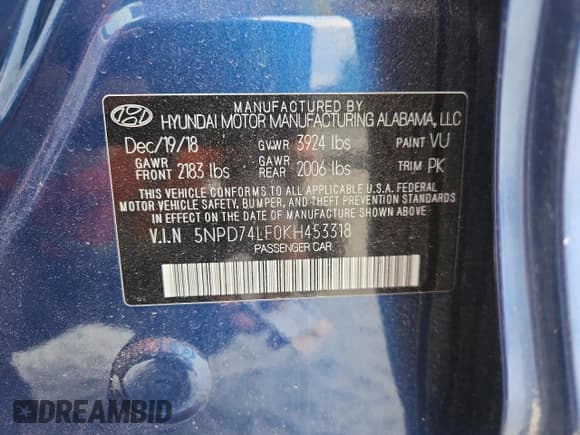 MANUFACTURED BY
HYUNDAI MOTOR MANUFACTURING ALABAMA, LLC
Dec/19/18 GVWR 3924 lbs PAINT VU
GAWR FRONT 2183 lbs GAWR REAR 2006 lbs TRIM PK
THIS VEHICLE CONFORMS TO ALL APPLICABLE U.S.A. FEDERAL
MOTOR VEHICLE SAFETY, BUMPER, AND THEFT PREVENTION STANDARDS
IN EFFECT ON THE DATE OF MANUFACTURE SHOWN ABOVE.
V.I.N 5NPD74LF0KH453318
PASSENGER CAR
DREAMBID